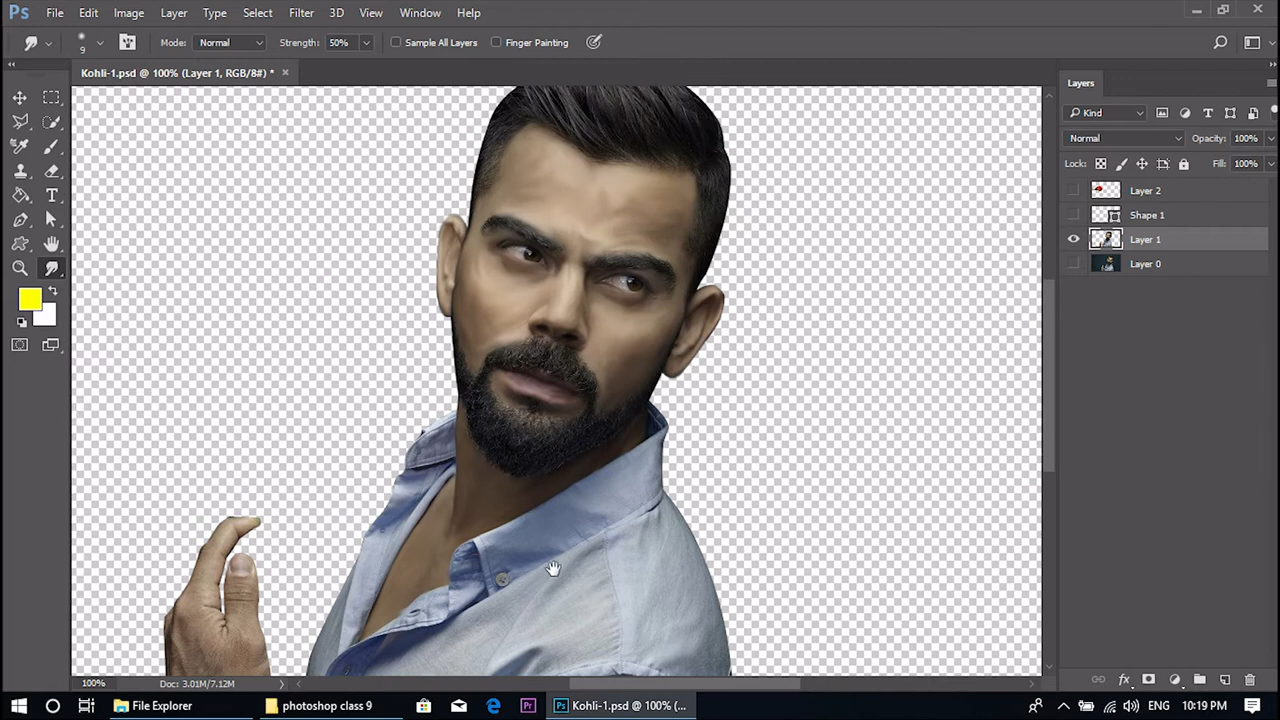 Ps File Edit Image Layer Type Select Filter 3D View Window Help
9 Mode: Normal Strength: 50% Sample All Layers Finger Painting
Kohli-1.psd @ 100% (Layer 1, RGB/8#) * ×
Layers
Kind
Normal Opacity: 100%
Lock: Fill: 100%
Layer 2
Shape 1
Layer 1
Layer 0
100% Doc: 3.01M/7.12M
File Explorer photoshop class 9 Pr Ps Kohli-1.psd @ 100% (... ENG 10:19 PM